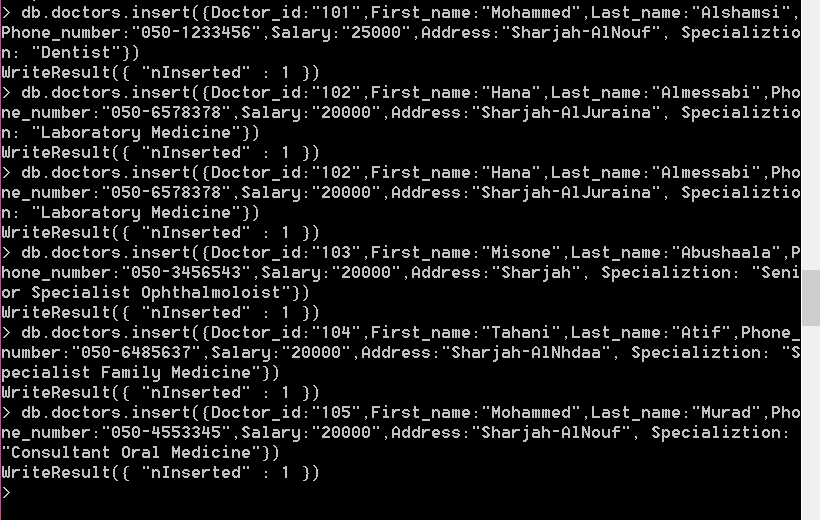 > db.doctors.insert({Doctor_id:"101",First_name:"Mohammed",Last_name:"Alshamsi",
Phone_number:"050-1233456",Salary:"25000",Address:"Sharjah-AlNouf", Specializtio
n: "Dentist"})
WriteResult({ "nInserted" : 1 })
> db.doctors.insert({Doctor_id:"102",First_name:"Hana",Last_name:"Almessabi",Pho
ne_number:"050-6578378",Salary:"20000",Address:"Sharjah-AlJuraina", Specializtio
n: "Laboratory Medicine"})
WriteResult({ "nInserted" : 1 })
> db.doctors.insert({Doctor_id:"102",First_name:"Hana",Last_name:"Almessabi",Pho
ne_number:"050-6578378",Salary:"20000",Address:"Sharjah-AlJuraina", Specializtio
n: "Laboratory Medicine"})
WriteResult({ "nInserted" : 1 })
> db.doctors.insert({Doctor_id:"103",First_name:"Misone",Last_name:"Abushaala",P
hone_number:"050-3456543",Salary:"20000",Address:"Sharjah", Specializtion: "Seni
or Specialist Ophthalmoloist"})
WriteResult({ "nInserted" : 1 })
> db.doctors.insert({Doctor_id:"104",First_name:"Tahani",Last_name:"Atif",Phone_
number:"050-6485637",Salary:"20000",Address:"Sharjah-AlNhdaa", Specializtion: "S
pecialist Family Medicine"})
WriteResult({ "nInserted" : 1 })
> db.doctors.insert({Doctor_id:"105",First_name:"Mohammed",Last_name:"Murad",Pho
ne_number:"050-4553345",Salary:"20000",Address:"Sharjah-AlNouf", Specializtion:
"Consultant Oral Medicine"})
WriteResult({ "nInserted" : 1 })
>